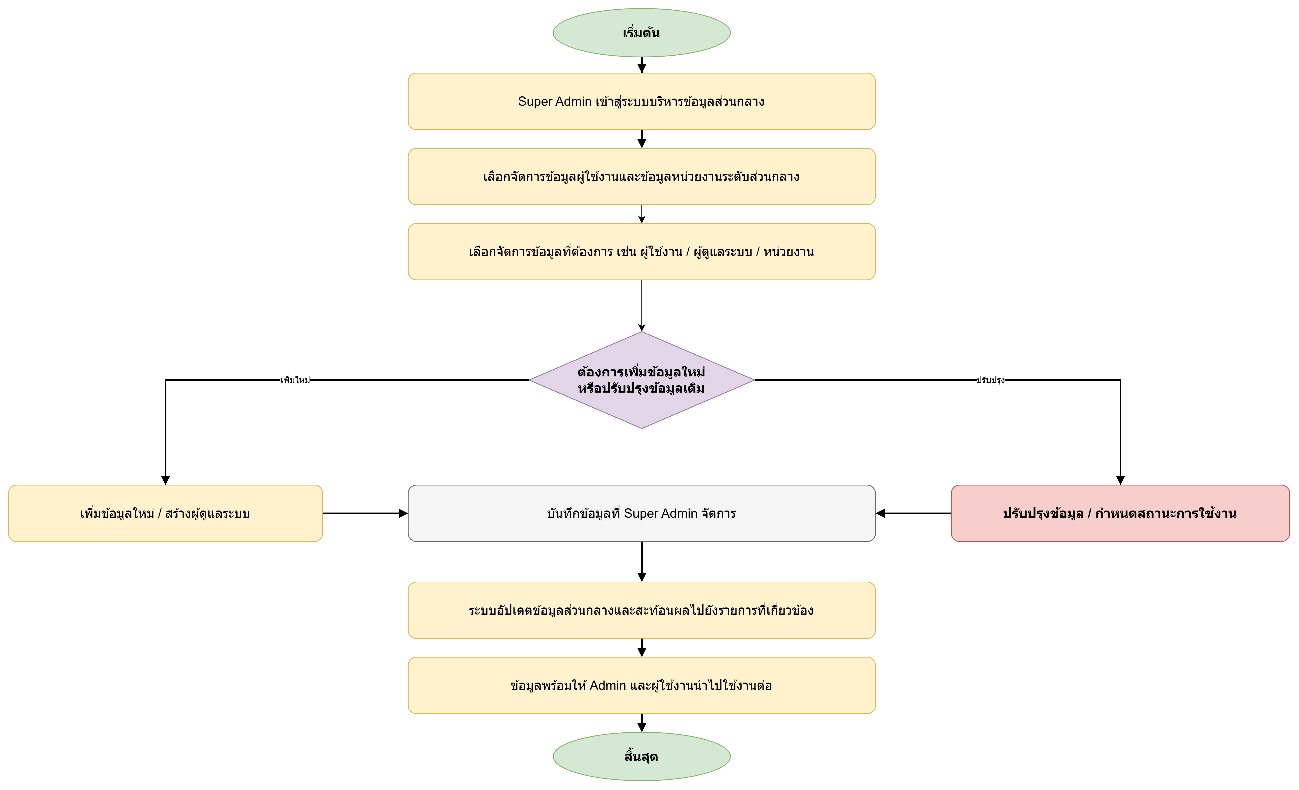 เริ่มต้น
Super Admin เข้าสู่ระบบบริหารข้อมูลส่วนกลาง
เลือกจัดการข้อมูลผู้ใช้งานและข้อมูลหน่วยงานระดับส่วนกลาง
เลือกจัดการข้อมูลที่ต้องการ เช่น ผู้ใช้งาน / ผู้ดูแลระบบ / หน่วยงาน
ต้องการเพิ่มข้อมูลใหม่
หรือปรับปรุงข้อมูลเดิม
เพิ่มใหม่
ปรับปรุง
เพิ่มข้อมูลใหม่ / สร้างผู้ดูแลระบบ
บันทึกข้อมูลที่ Super Admin จัดการ
ปรับปรุงข้อมูล / กำหนดสถานะการใช้งาน
ระบบอัปเดตข้อมูลส่วนกลางและสะท้อนผลไปยังรายการที่เกี่ยวข้อง
ข้อมูลพร้อมให้ Admin และผู้ใช้งานนำไปใช้งานต่อ
สิ้นสุด